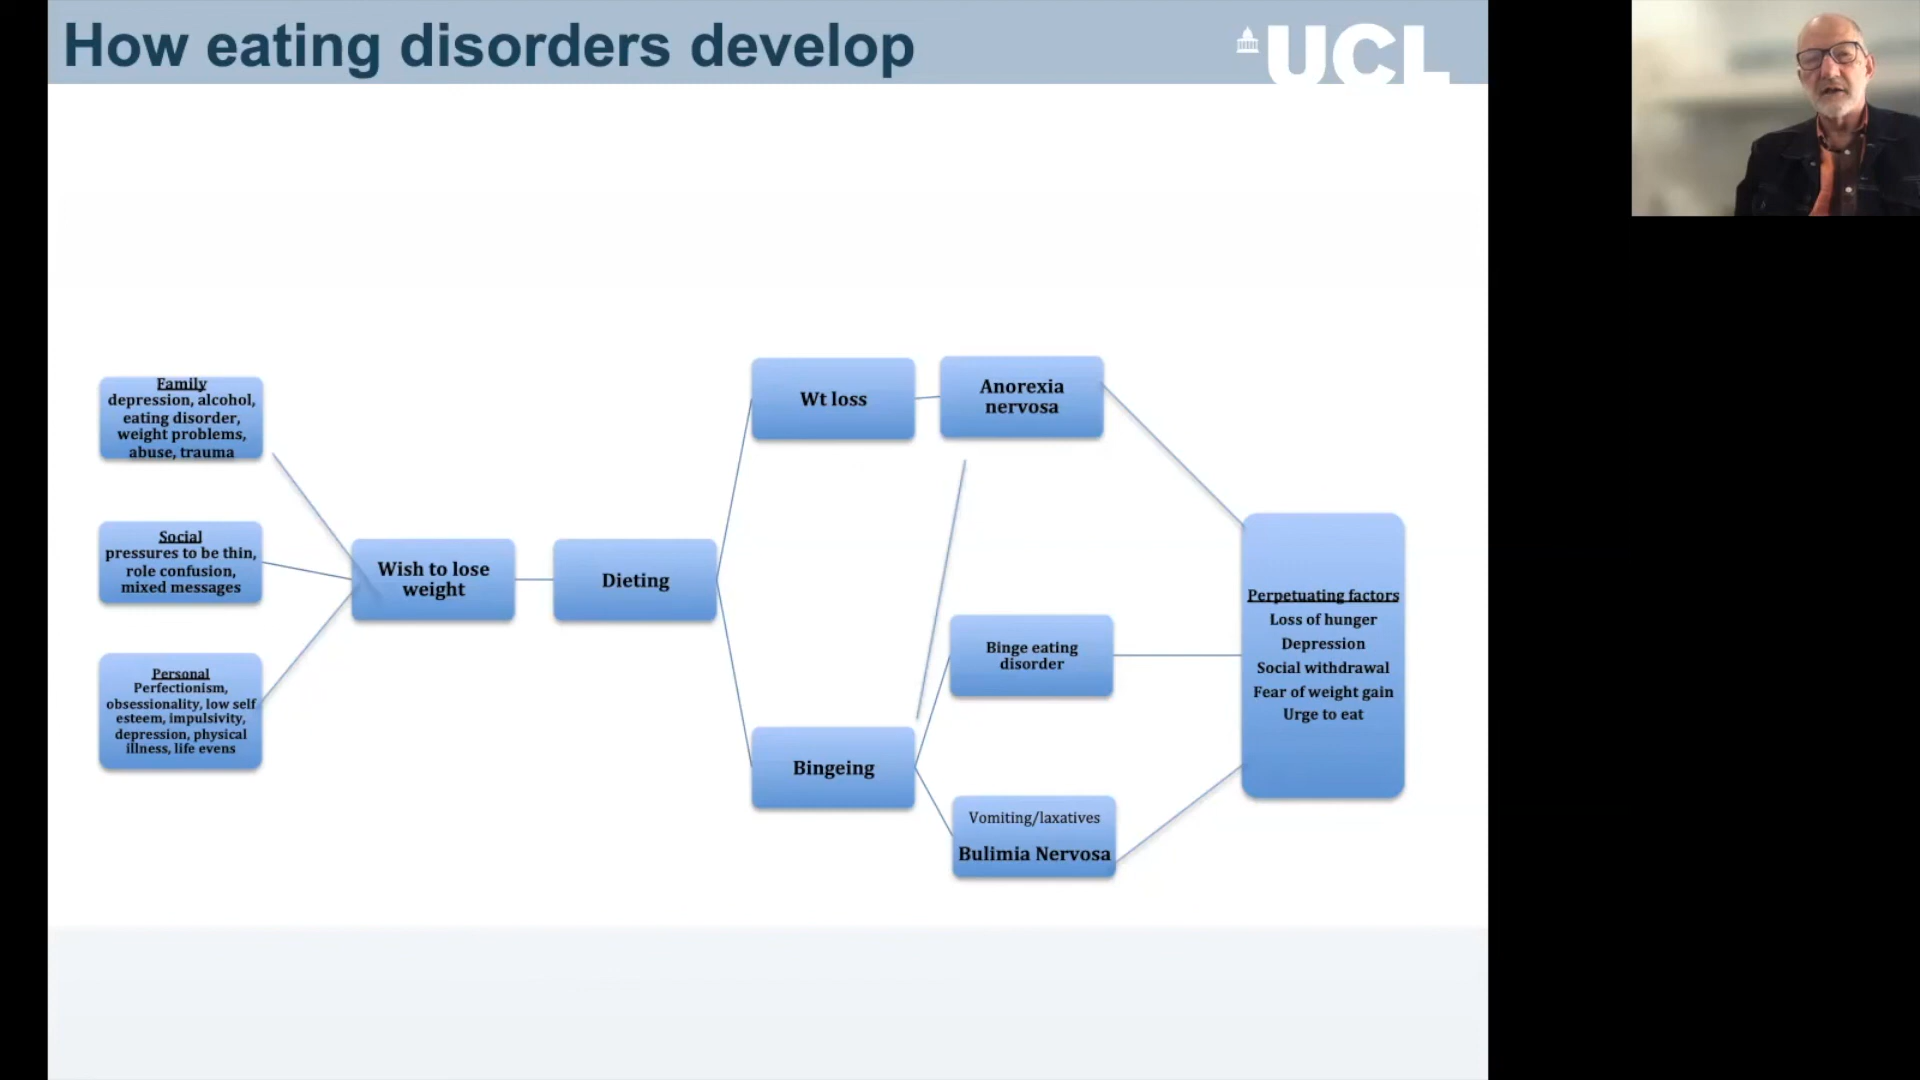 How eating disorders develop
UCL
Family
depression, alcohol,
eating disorder,
weight problems,
abuse, trauma
Social
pressures to be thin,
role confusion,
mixed messages
Personal
Perfectionism,
obsessionality, low self
esteem, impulsivity,
depression, physical
illness, life evens
Wish to lose
weight
Dieting
Wt loss
Anorexia
nervosa
Bingeing
Binge eating
disorder
Vomiting/laxatives
Bulimia Nervosa
Perpetuating factors
Loss of hunger
Depression
Social withdrawal
Fear of weight gain
Urge to eat